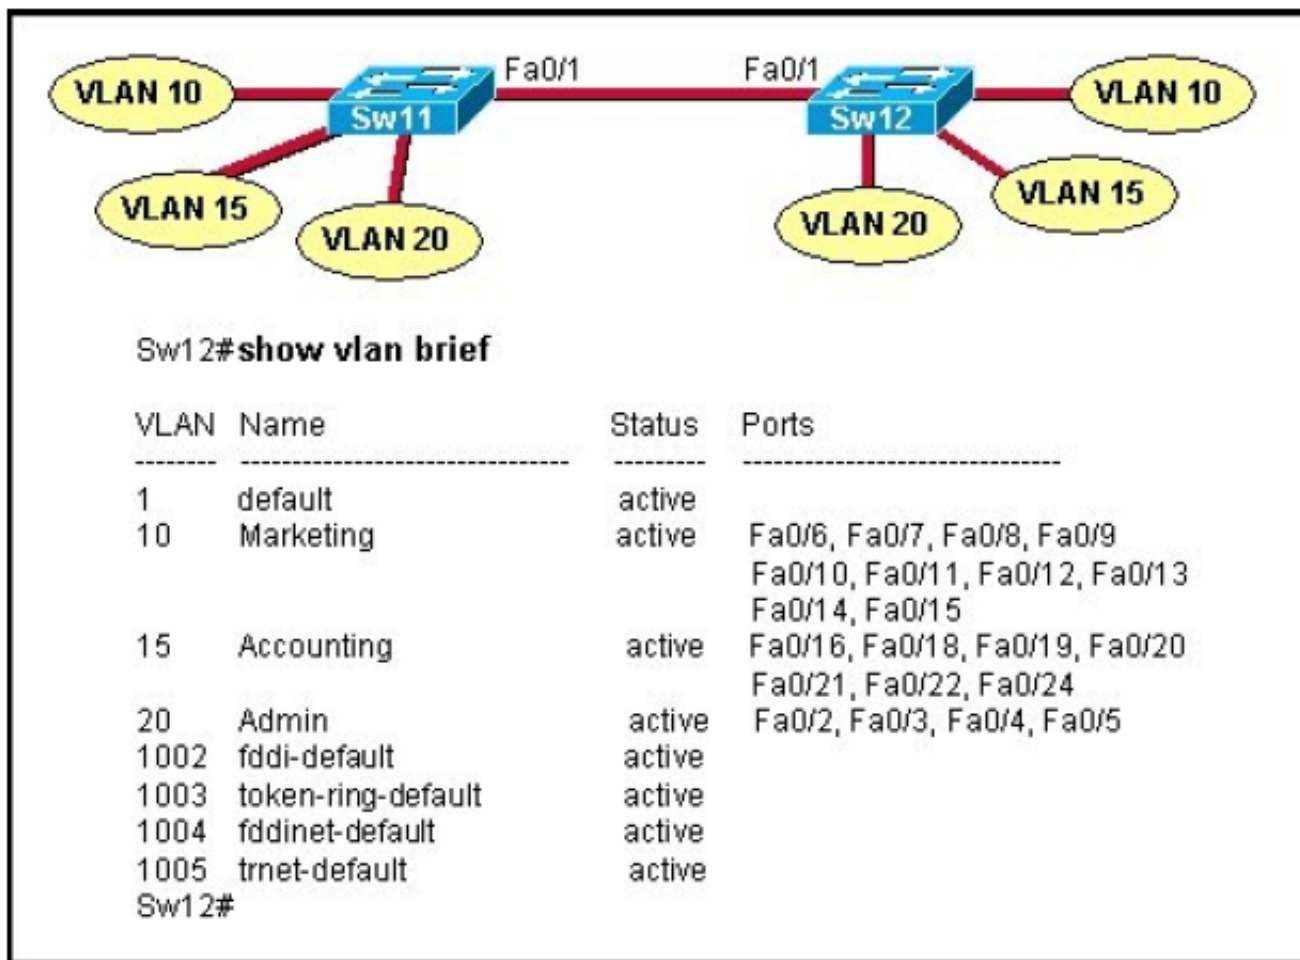 Fa0/1 Fa0/1
VLAN 10 Sw11 Sw12 VLAN 10
VLAN 15 VLAN 20 VLAN 20 VLAN 15
Sw12#show vlan brief
VLAN Name Status Ports
-------- -------------------------------- --------- -------------------------------
1 default active
10 Marketing active Fa0/6, Fa0/7, Fa0/8, Fa0/9
Fa0/10, Fa0/11, Fa0/12, Fa0/13
Fa0/14, Fa0/15
15 Accounting active Fa0/16, Fa0/18, Fa0/19, Fa0/20
Fa0/21, Fa0/22, Fa0/24
20 Admin active Fa0/2, Fa0/3, Fa0/4, Fa0/5
1002 fddi-default active
1003 token-ring-default active
1004 fddinet-default active
1005 trnet-default active
Sw12#